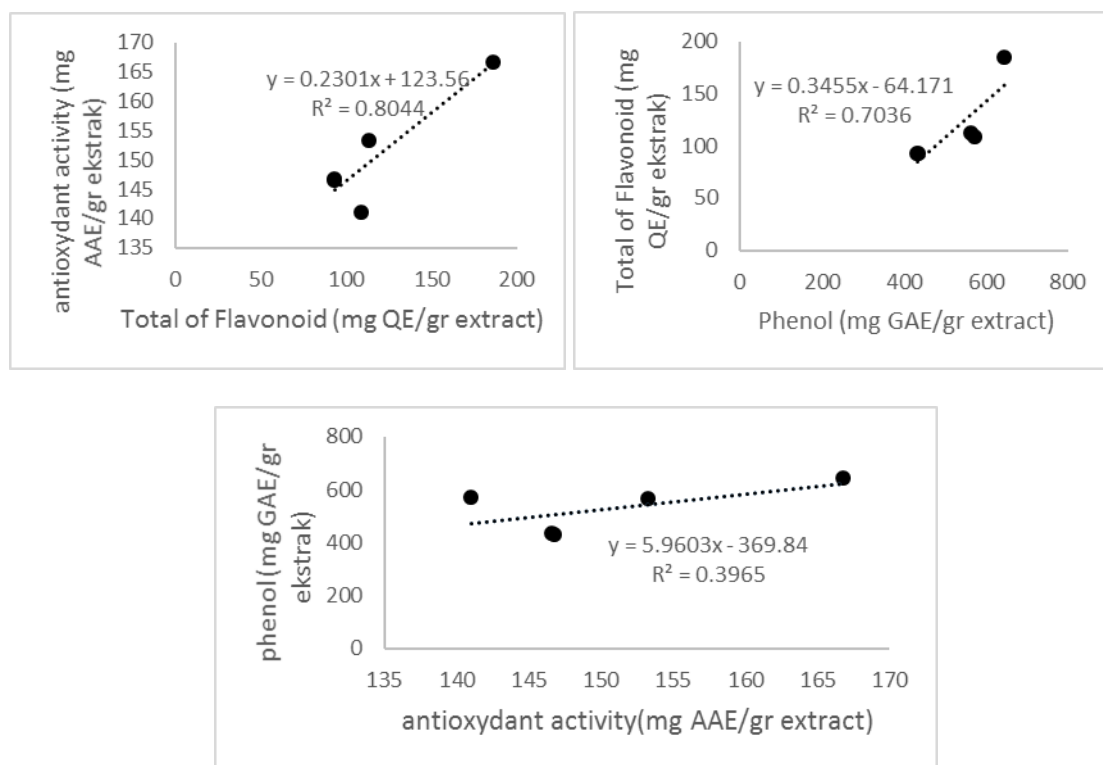 antioxydant activity (mg
AAE/gr ekstrak)
170
165
160
155
150
145
140
135
y = 0.2301x + 123.56
R² = 0.8044
0
50
100
150
200
Total of Flavonoid (mg QE/gr extract)
Total of Flavonoid (mg
QE/gr ekstrak)
200
150
100
50
0
y = 0.3455x - 64.171
R² = 0.7036
0
200
400
600
800
Phenol (mg GAE/gr extract)
phenol (mg GAE/gr
ekstrak)
800
600
400
200
0
y = 5.9603x - 369.84
R² = 0.3965
135
140
145
150
155
160
165
170
antioxydant activity(mg AAE/gr extract)